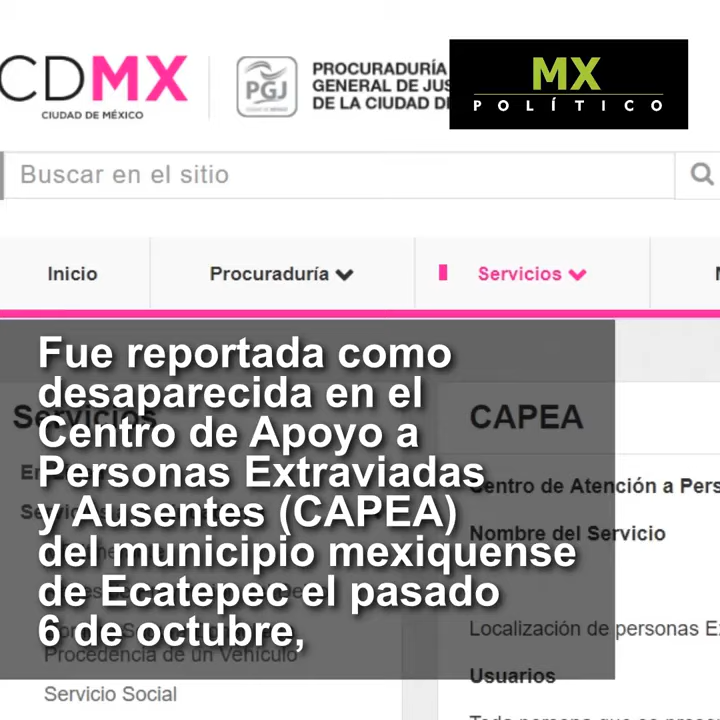 CDMX
CIUDAD DE MÉXICO
PGJ
PROCURADURÍA
GENERAL DE JUS
DE LA CIUDAD D
MX
POLÍTICO
Buscar en el sitio
Inicio
Procuraduría
Servicios
Fue reportada como
desaparecida en el
Centro de Apoyo a
Personas Extraviadas
y Ausentes (CAPEA)
del municipio mexiquense
de Ecatepec el pasado
6 de octubre,
Servicios
Procedencia de un Vehículo
Servicio Social
CAPEA
Centro de Atención a Pers
Nombre del Servicio
Localización de personas E
Usuarios